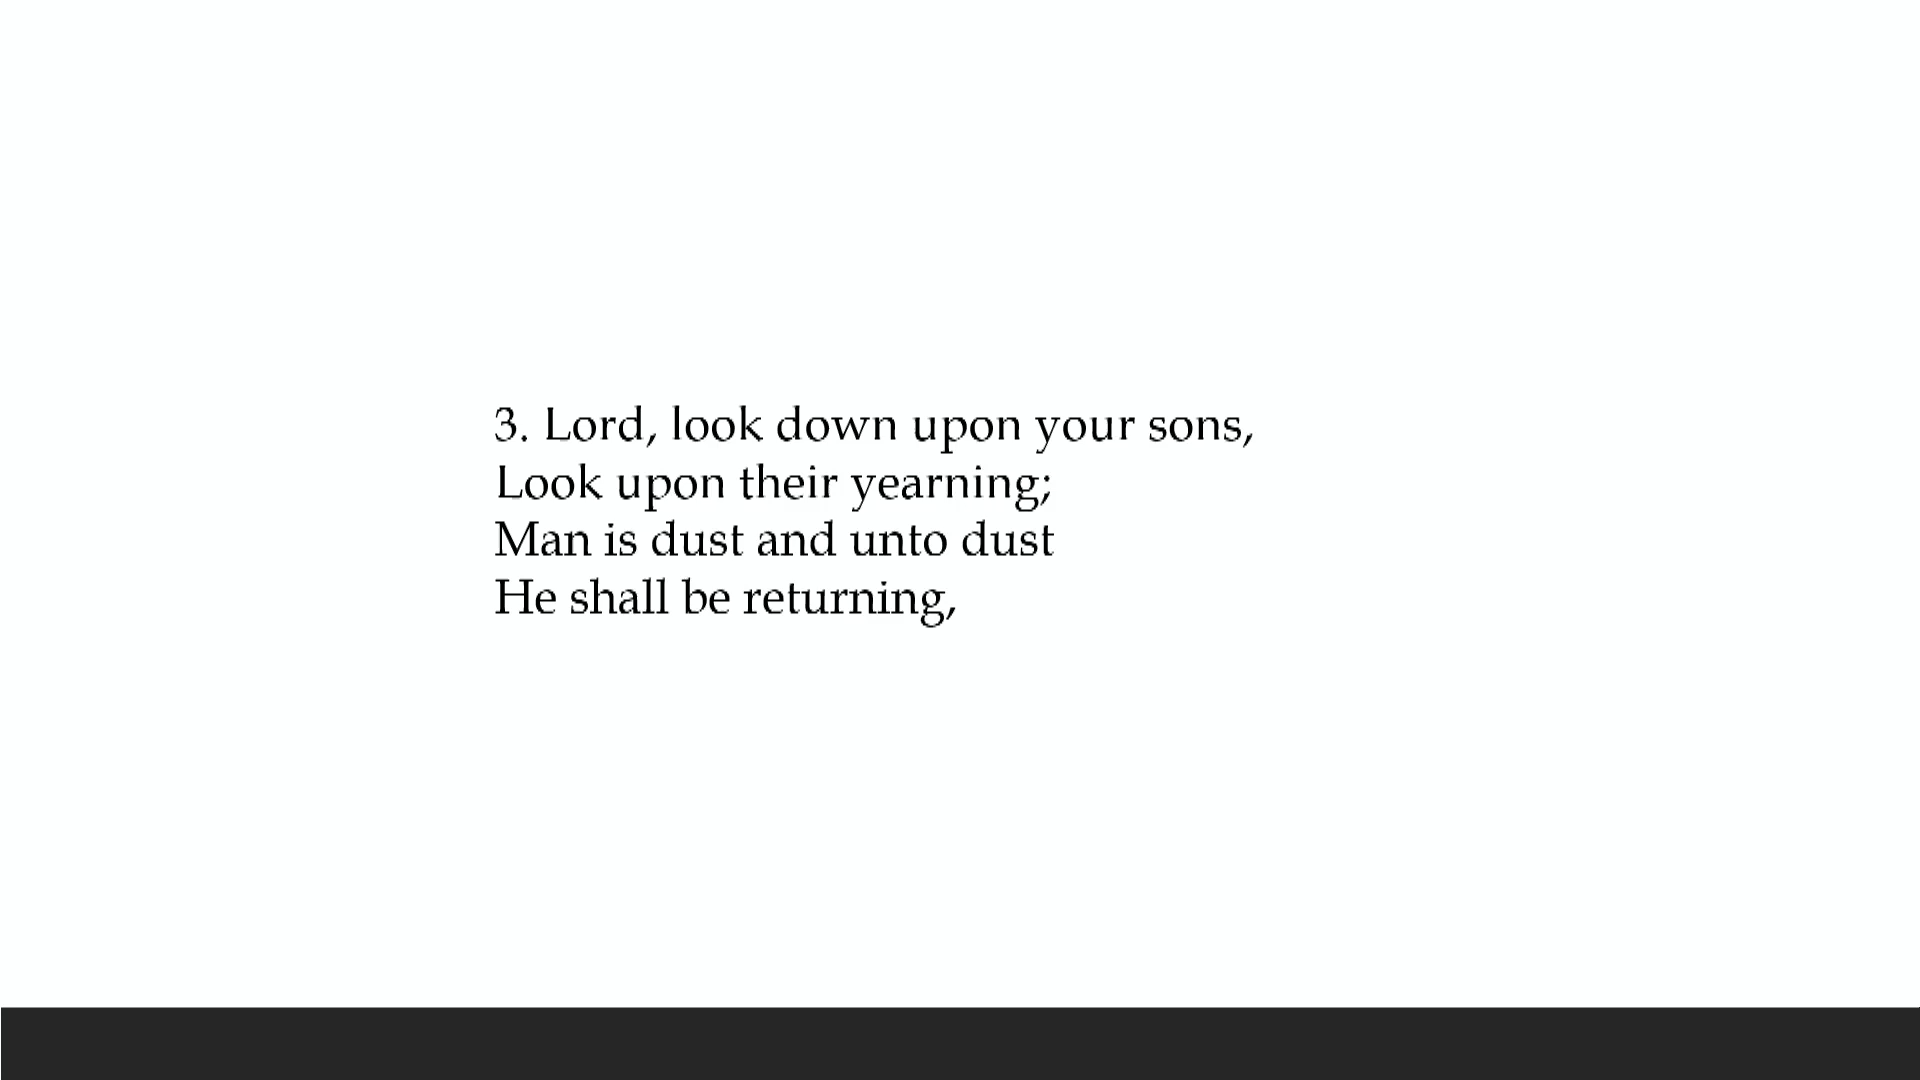 3. Lord, look down upon your sons,
Look upon their yearning;
Man is dust and unto dust
He shall be returning,